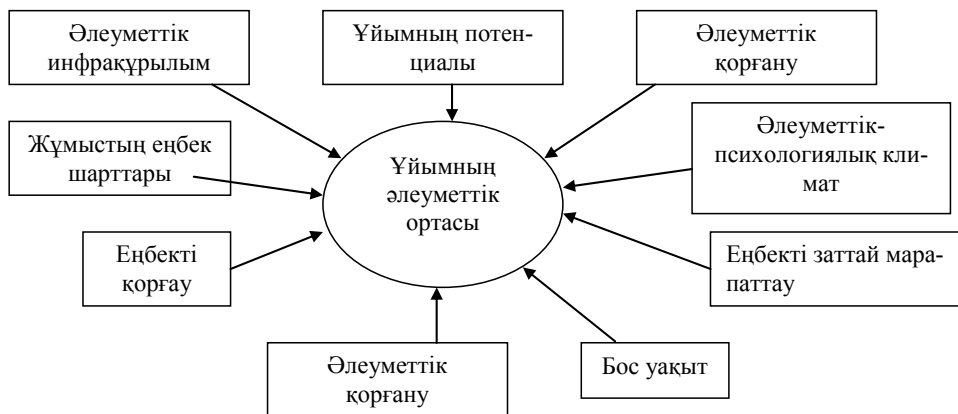 Әлеуметтік
инфрақұрылым
Ұйымның потен-
циалы
Әлеуметтік
қорғану
Жұмыстың еңбек
шарттары
Ұйымның
әлеуметтік
ортасы
Әлеуметтік-
психологиялық кли-
мат
Еңбекті
қорғау
Еңбекті заттай мара-
паттау
Әлеуметтік
қорғану
Бос уақыт